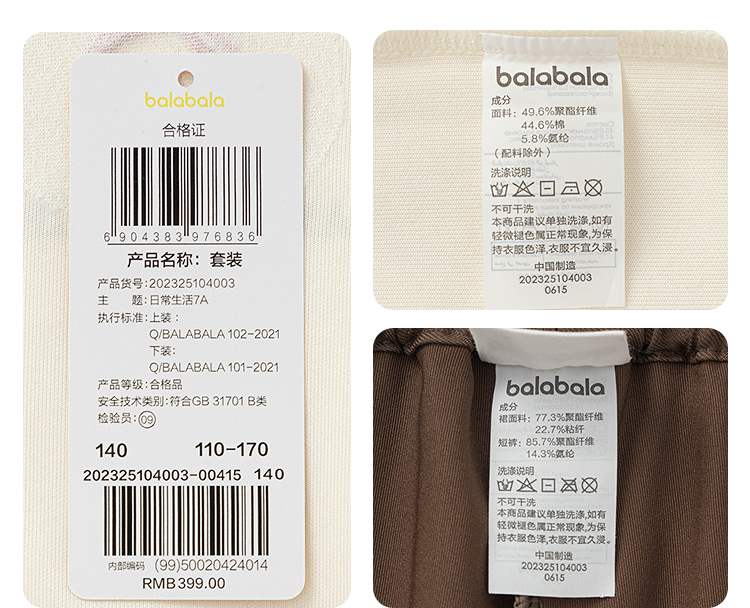 balabala
合格证
6 904383 976836
产品名称：套装
产品货号：202325104003
主　　题：日常生活7A
执行标准：上装：
Q/BALABALA 102-2021
下装：
Q/BALABALA 101-2021
产品等级：合格品
安全技术类别：符合GB 31701 B类
检验员：09
140 110-170
202325104003-00415 140
内部编码 (99)50020424014
RMB399.00
balabala
成分
面料：49.6%聚酯纤维
44.6%棉
5.8%氨纶
（配料除外）
洗涤说明
不可干洗
本商品建议单独洗涤,如有
轻微褪色属正常现象,为保
持衣服色泽,衣服不宜久浸。
中国制造
202325104003
0615
balabala
成分
裙面料：77.3%聚酯纤维
22.7%粘纤
短裤：85.7%聚酯纤维
14.3%氨纶
洗涤说明
不可干洗
本商品建议单独洗涤,如有
轻微褪色属正常现象,为保
持衣服色泽,衣服不宜久浸。
中国制造
202325104003
0615